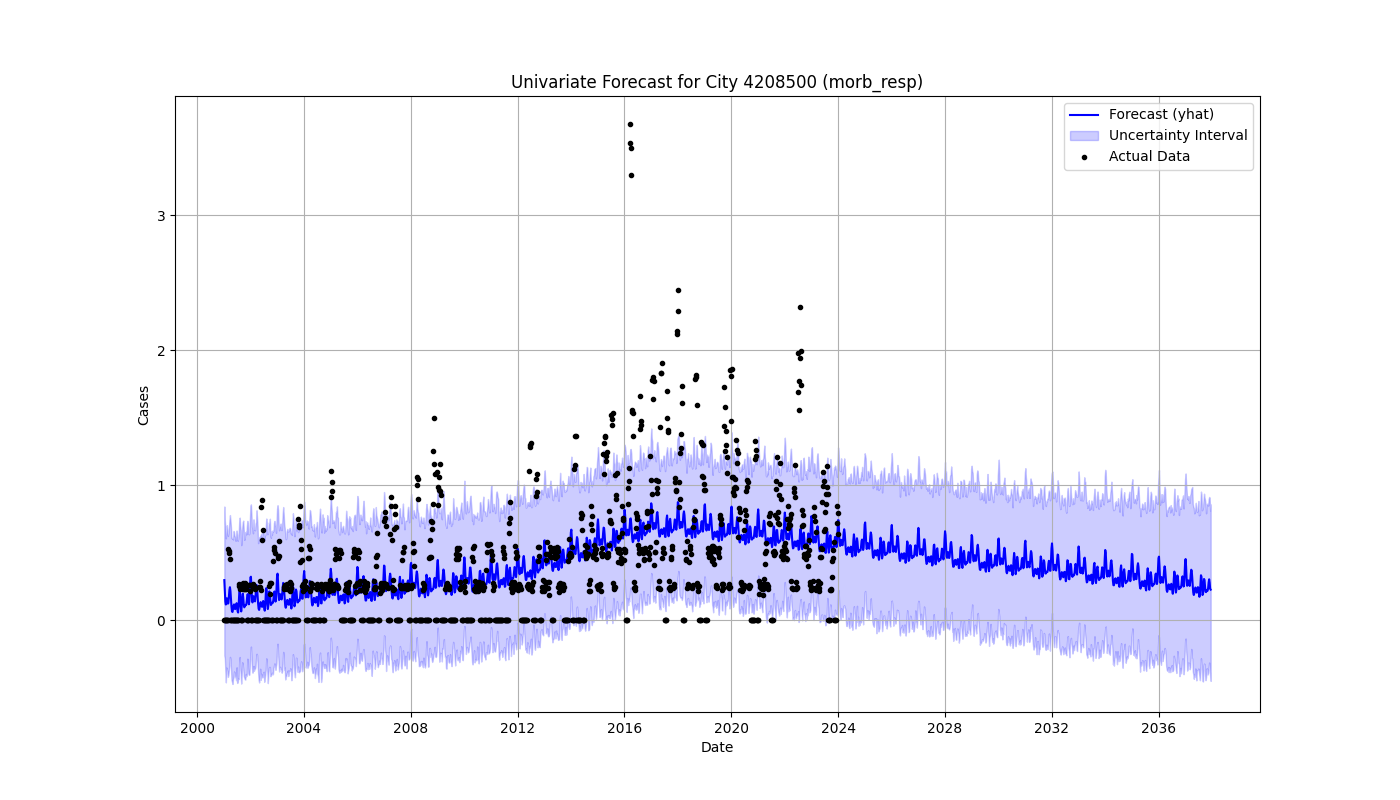 Univariate Forecast for City 4208500 (morb_resp)
Forecast (yhat)
Uncertainty Interval
Actual Data
Cases
3
2
1
0
2000 2004 2008 2012 2016 2020 2024 2028 2032 2036
Date